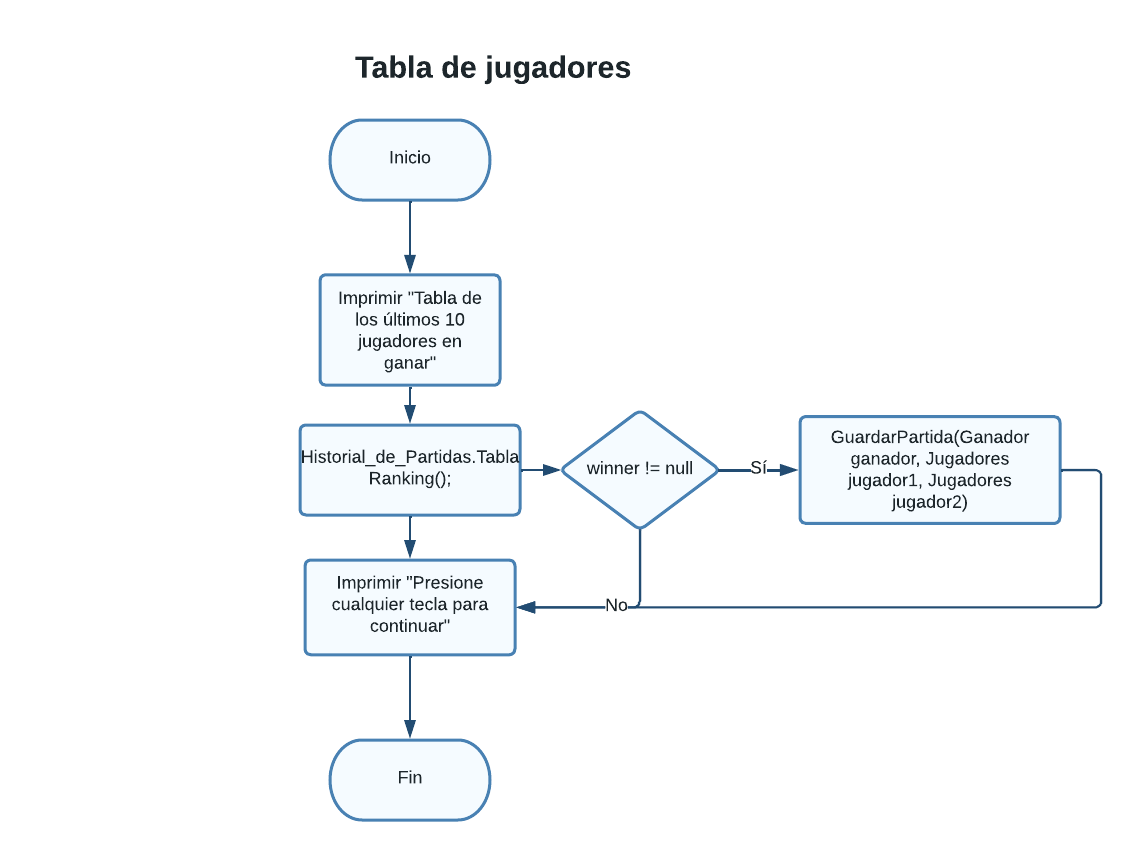 Tabla de jugadores
Inicio
Imprimir "Tabla de
los últimos 10
jugadores en
ganar"
Historial_de_Partidas.Tabla
Ranking();
winner != null
Sí
GuardarPartida(Ganador
ganador, Jugadores
jugador1, Jugadores
jugador2)
Imprimir "Presione
cualquier tecla para
continuar"
No
Fin